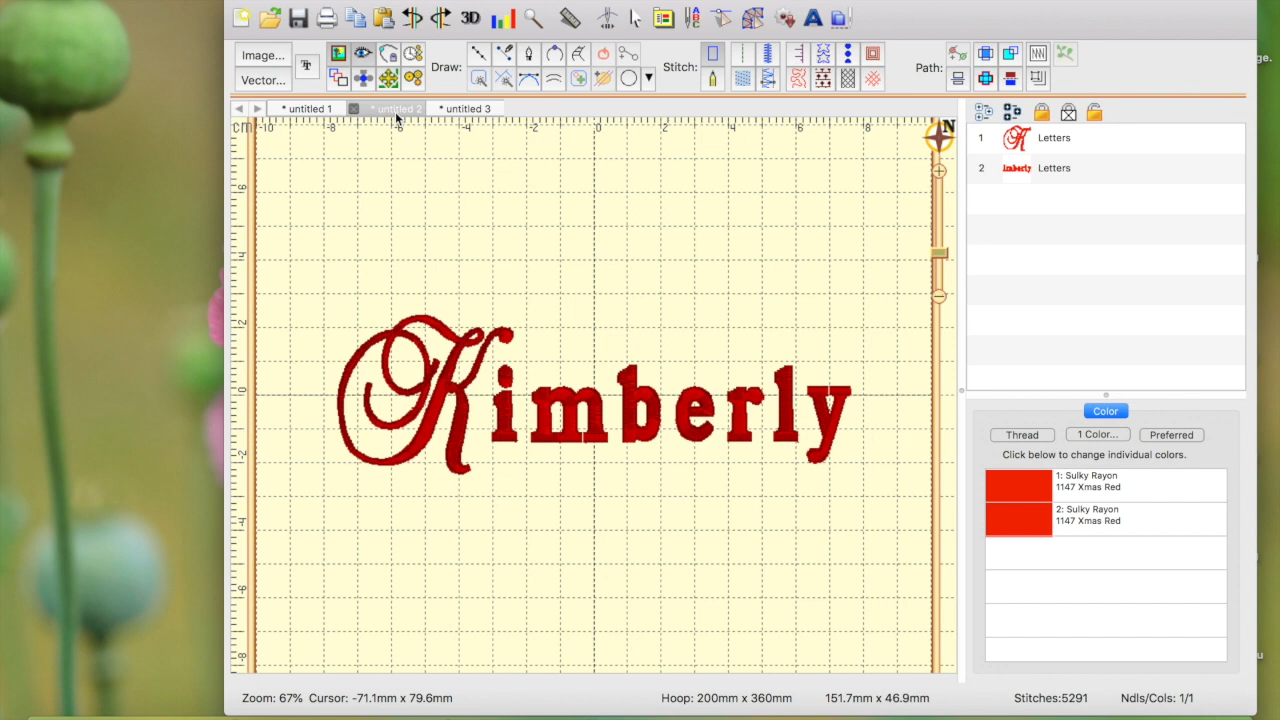 3D
A
Image...
T
Draw:
Stitch:
Path:
Vector...
* untitled 1
* untitled 2
* untitled 3
cm
-10 -8 -6 -4 -2 0 2 4 6 8
N
1 Letters
2 Kimberly Letters
Kimberly
Color
Thread
1 Color...
Preferred
Click below to change individual colors.
1: Sulky Rayon
1147 Xmas Red
2: Sulky Rayon
1147 Xmas Red
Zoom: 67% Cursor: -71.1mm x 79.6mm
Hoop: 200mm x 360mm
151.7mm x 46.9mm
Stitches:5291
Ndls/Cols: 1/1